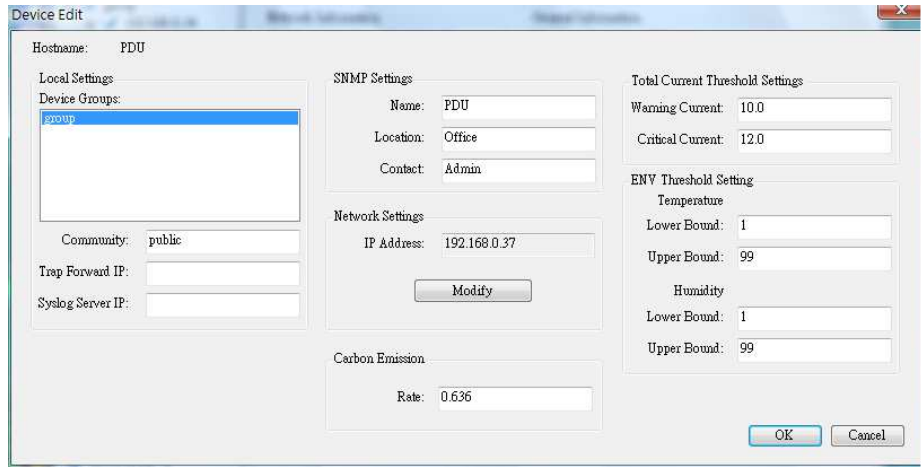 Device Edit
Hostname: PDU
Local Settings
Device Groups:
group
Community: public
Trap Forward IP:
Syslog Server IP:
SNMP Settings
Name: PDU
Location: Office
Contact: Admin
Network Settings
IP Address: 192.168.0.37
Modify
Carbon Emission
Rate: 0.636
Total Current Threshold Settings
Warning Current: 10.0
Critical Current: 12.0
ENV Threshold Setting
Temperature
Lower Bound: 1
Upper Bound: 99
Humidity
Lower Bound: 1
Upper Bound: 99
OK Cancel